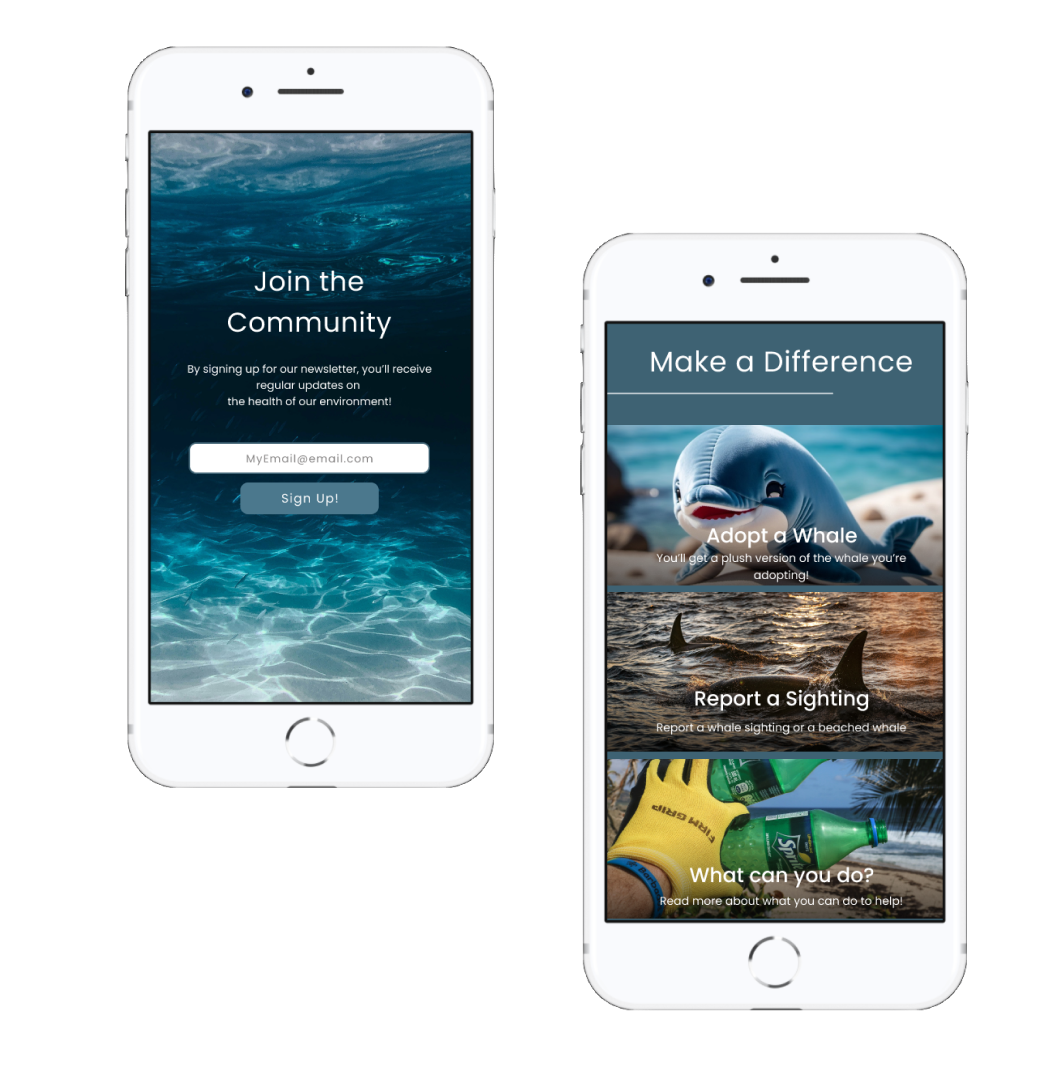 Join the
Community
By signing up for our newsletter, you'll receive
regular updates on
the health of our environment!
MyEmail@email.com
Sign Up!
Make a Difference
Adopt a Whale
You'll get a plush version of the whale you're
adopting!
Report a Sighting
Report a whale sighting or a beached whale
FIRM GRIP
What can you do?
Read more about what you can do to help!